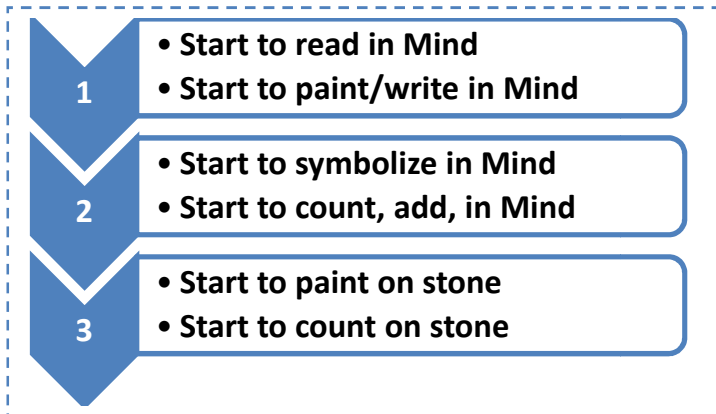 1
• Start to read in Mind
• Start to paint/write in Mind
2
• Start to symbolize in Mind
• Start to count, add, in Mind
3
• Start to paint on stone
• Start to count on stone